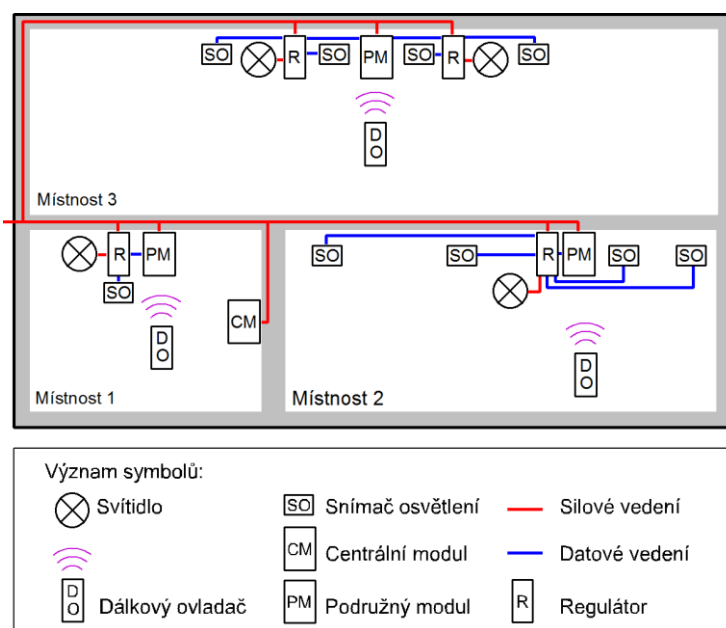 SO R SO PM SO R SO
D
O
Místnost 3
R PM SO SO R PM SO SO
SO
CM
D
O
D
O
Místnost 1 Místnost 2
Význam symbolů:
Svítidlo SO Snímač osvětlení Silové vedení
CM Centrální modul Datové vedení
D
O Dálkový ovladač PM Podružný modul R Regulátor